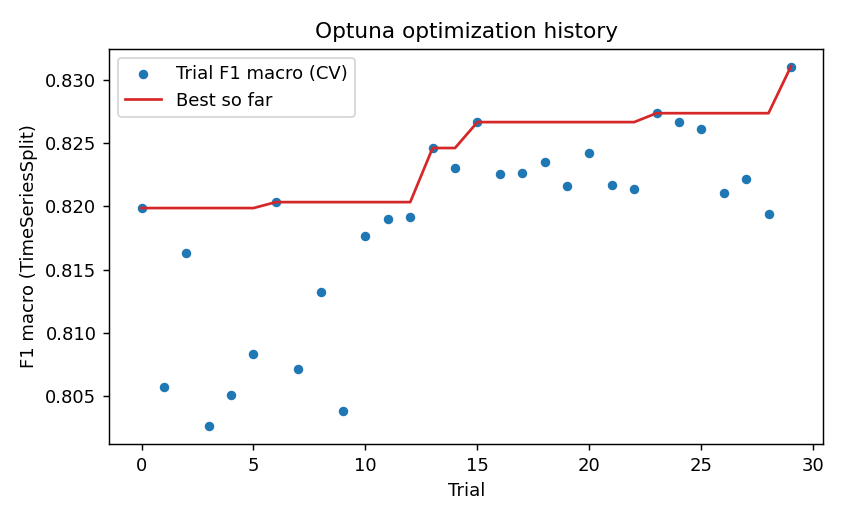 Optuna optimization history
Trial F1 macro (CV)
Best so far
F1 macro (TimeSeriesSplit)
0.830
0.825
0.820
0.815
0.810
0.805
0 5 10 15 20 25 30
Trial